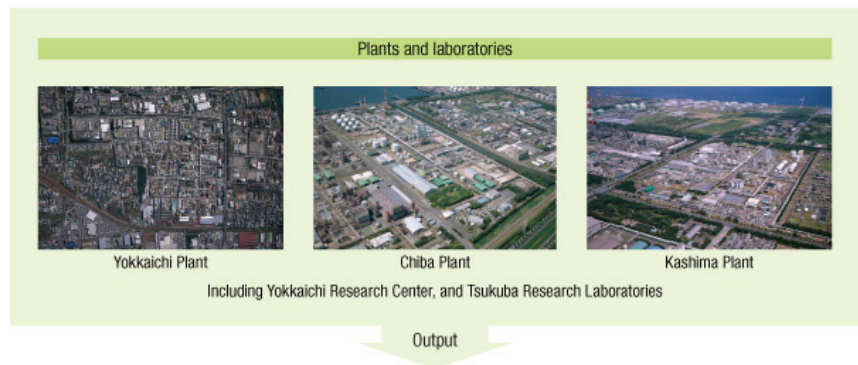 Plants and laboratories
Yokkaichi Plant
Chiba Plant
Kashima Plant
Including Yokkaichi Research Center, and Tsukuba Research Laboratories
Output